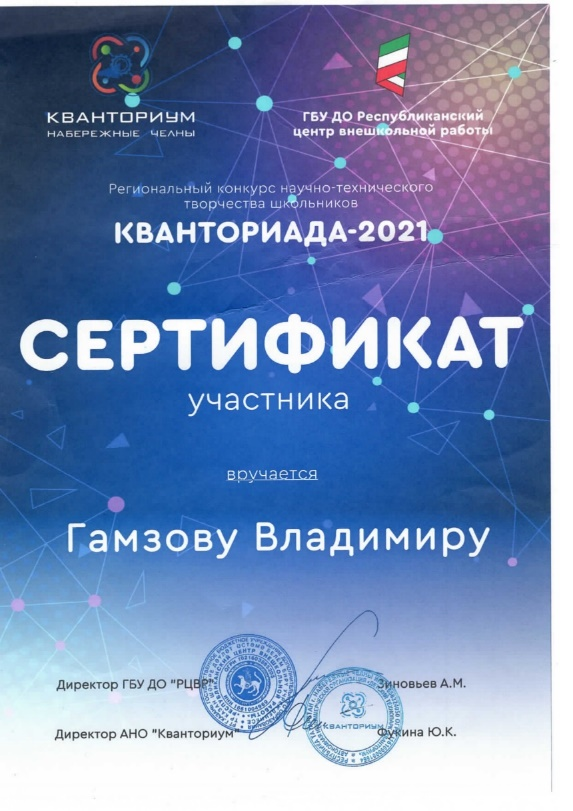 КВАНТОРИУМ
НАБЕРЕЖНЫЕ ЧЕЛНЫ
ГБУ ДО Республиканский
центр внешкольной работы
Региональный конкурс научно-технического
творчества школьников
КВАНТОРИАДА-2021
СЕРТИФИКАТ
участника
вручается
Гамзову Владимиру
Директор ГБУ ДО "РЦВР"
Зиновьев А.М.
Директор АНО "Кванториум"
КВАНТОРИУМ
Фукина Ю.К.